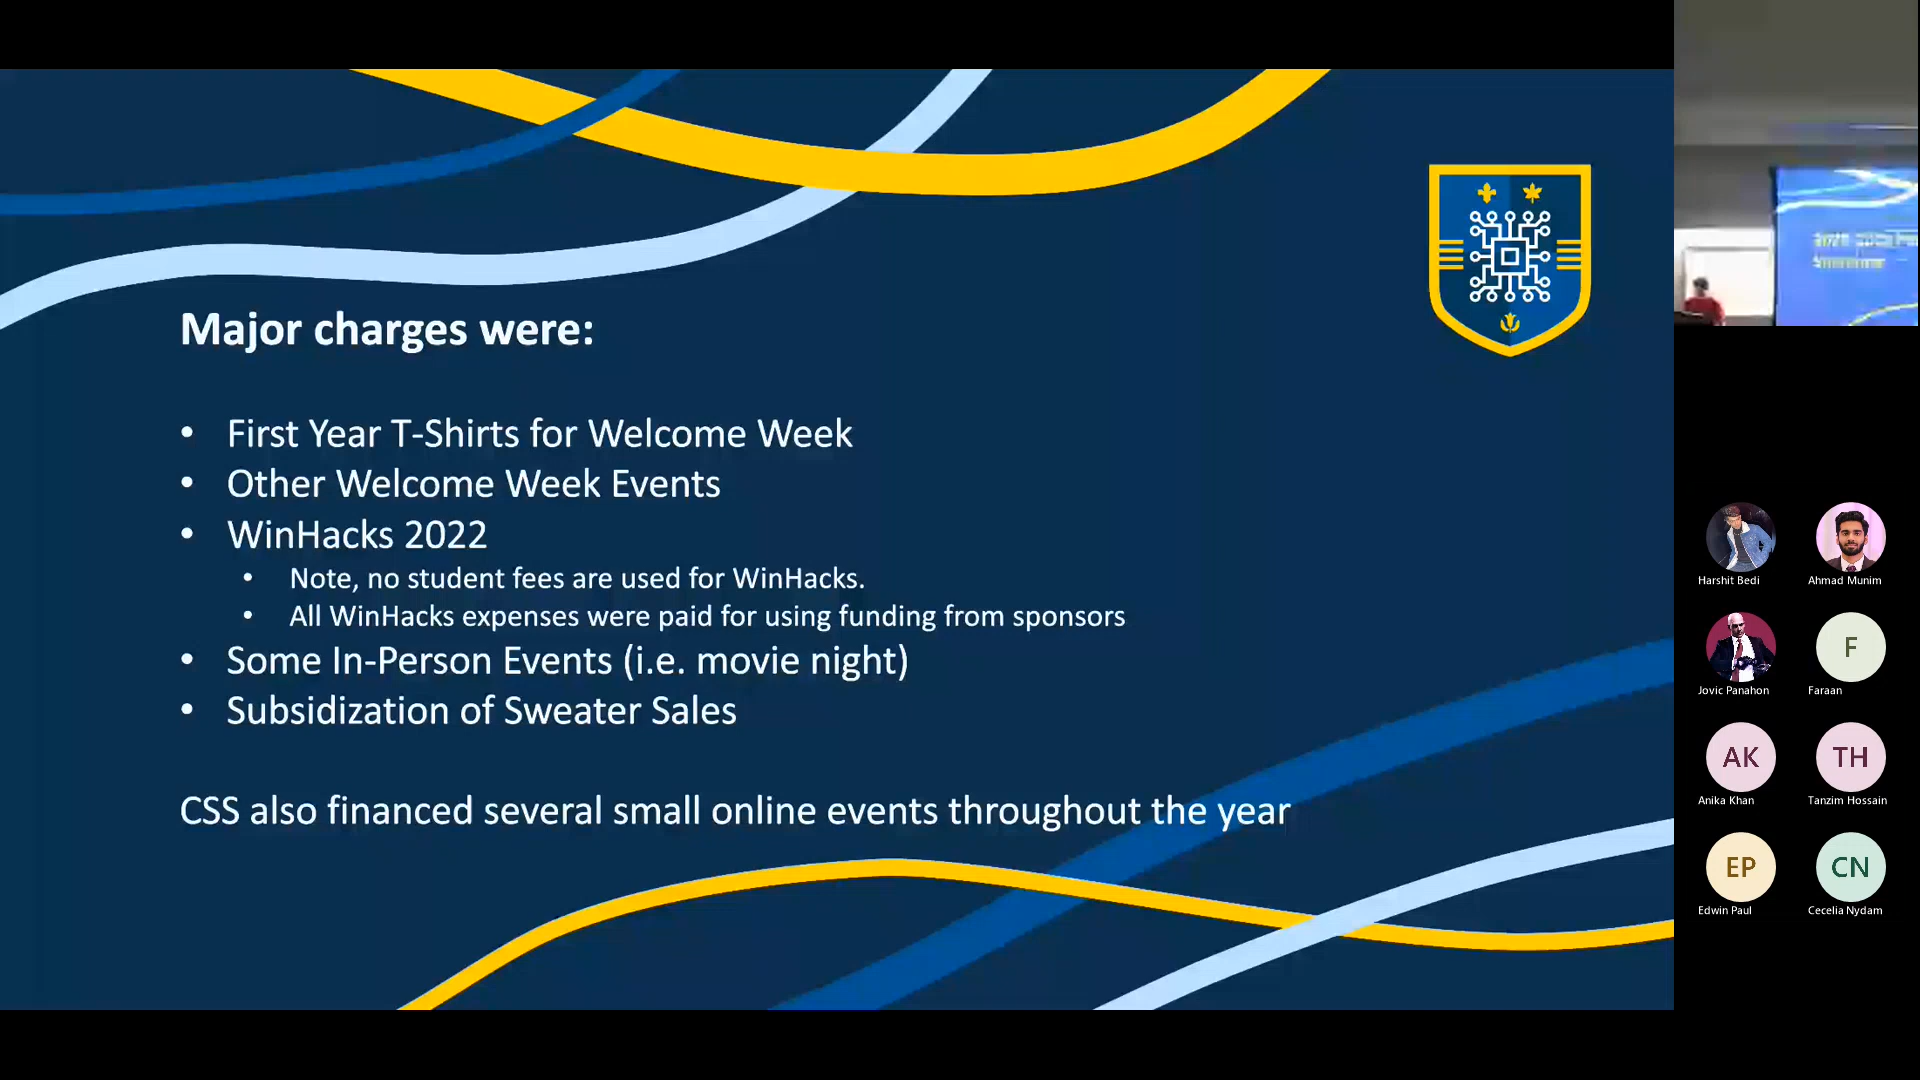 Major charges were:
• First Year T-Shirts for Welcome Week
• Other Welcome Week Events
• WinHacks 2022
• Note, no student fees are used for WinHacks.
• All WinHacks expenses were paid for using funding from sponsors
• Some In-Person Events (i.e. movie night)
• Subsidization of Sweater Sales
CSS also financed several small online events throughout the year
Harshit Bedi
Ahmad Munim
Jovic Panahon
F
Faraan
AK
Anika Khan
TH
Tanzim Hossain
EP
Edwin Paul
CN
Cecelia Nydam